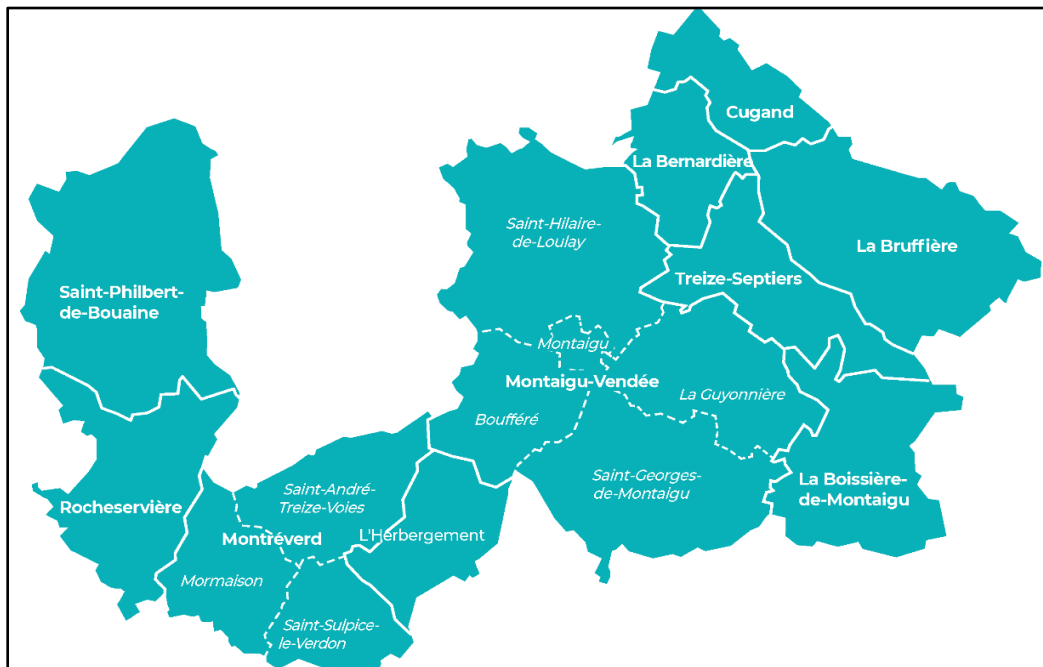 Cugand
La Bernardière
Saint-Hilaire-
de-Loulay
La Bruffière
Treize-Septiers
Saint-Philbert-
de-Bouaine
Montaigu
Montaigu-Vendée
La Guyonnière
Boufféré
Saint-Georges-
de-Montaigu
La Boissière-
de-Montaigu
Rocheservière
Saint-André-
Treize-Voies
L'Herbergement
Montréverd
Mormaison
Saint-Sulpice-
le-Verdon